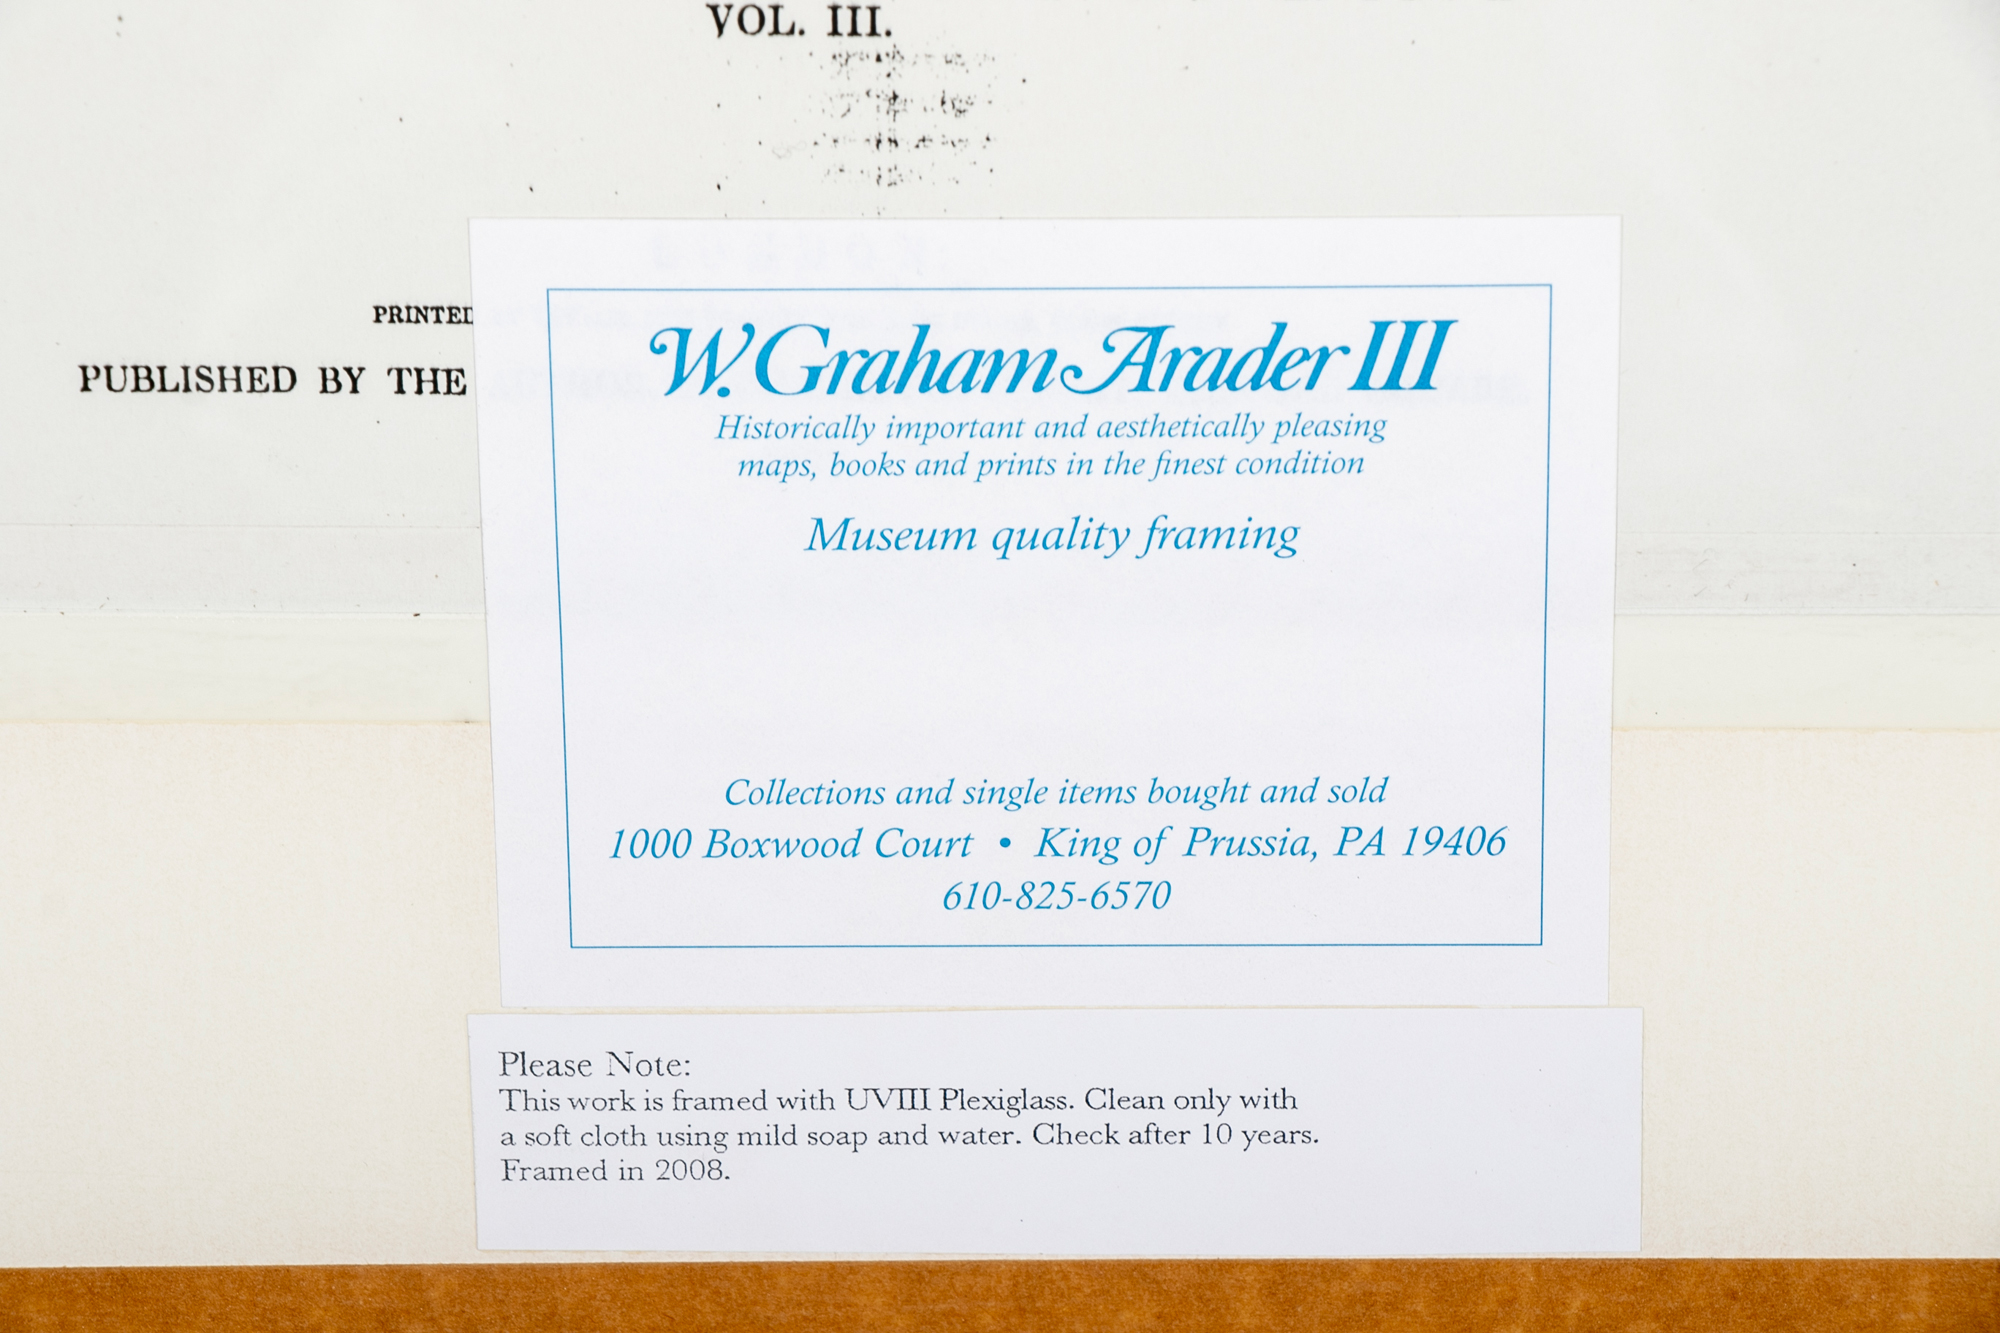 VOL. III.
PRINTED
PUBLISHED BY THE
W. Graham Arader III
Historically important and aesthetically pleasing
maps, books and prints in the finest condition
Museum quality framing
Collections and single items bought and sold
1000 Boxwood Court • King of Prussia, PA 19406
610-825-6570
Please Note:
This work is framed with UVIII Plexiglass. Clean only with
a soft cloth using mild soap and water. Check after 10 years.
Framed in 2008.